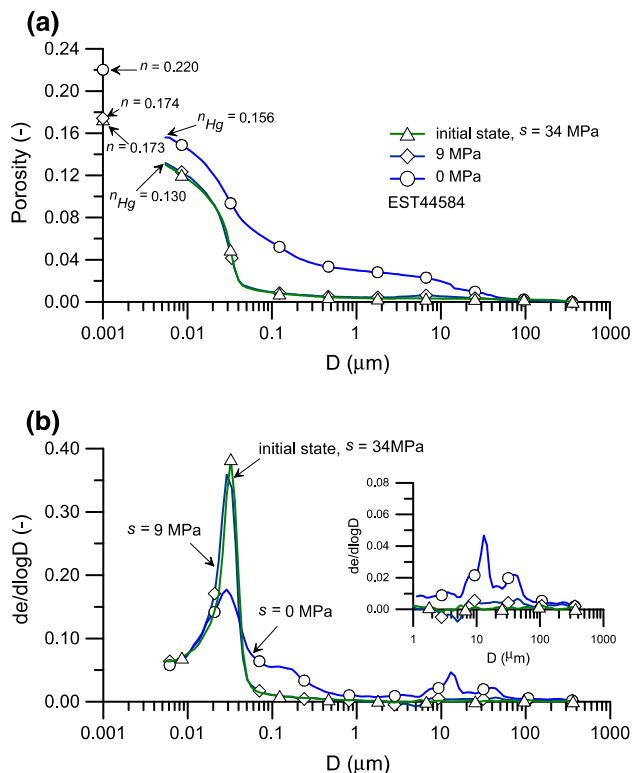 (a)
0.24
0.20
0.16
0.12
0.08
0.04
0.00
Porosity (-)
n = 0.220
n = 0.174
n = 0.173
nHg = 0.156
nHg = 0.130
initial state, s = 34 MPa
9 MPa
0 MPa
EST44584
0.001 0.01 0.1 1 10 100 1000
D (μm)
(b)
0.40
0.30
0.20
0.10
0.00
de/dlogD (-)
initial state, s = 34MPa
s = 9 MPa
s = 0 MPa
0.08
0.06
0.04
0.02
0.00
de/dlogD
1 10 100 1000
D (μm)
0.001 0.01 0.1 1 10 100 1000
D (μm)